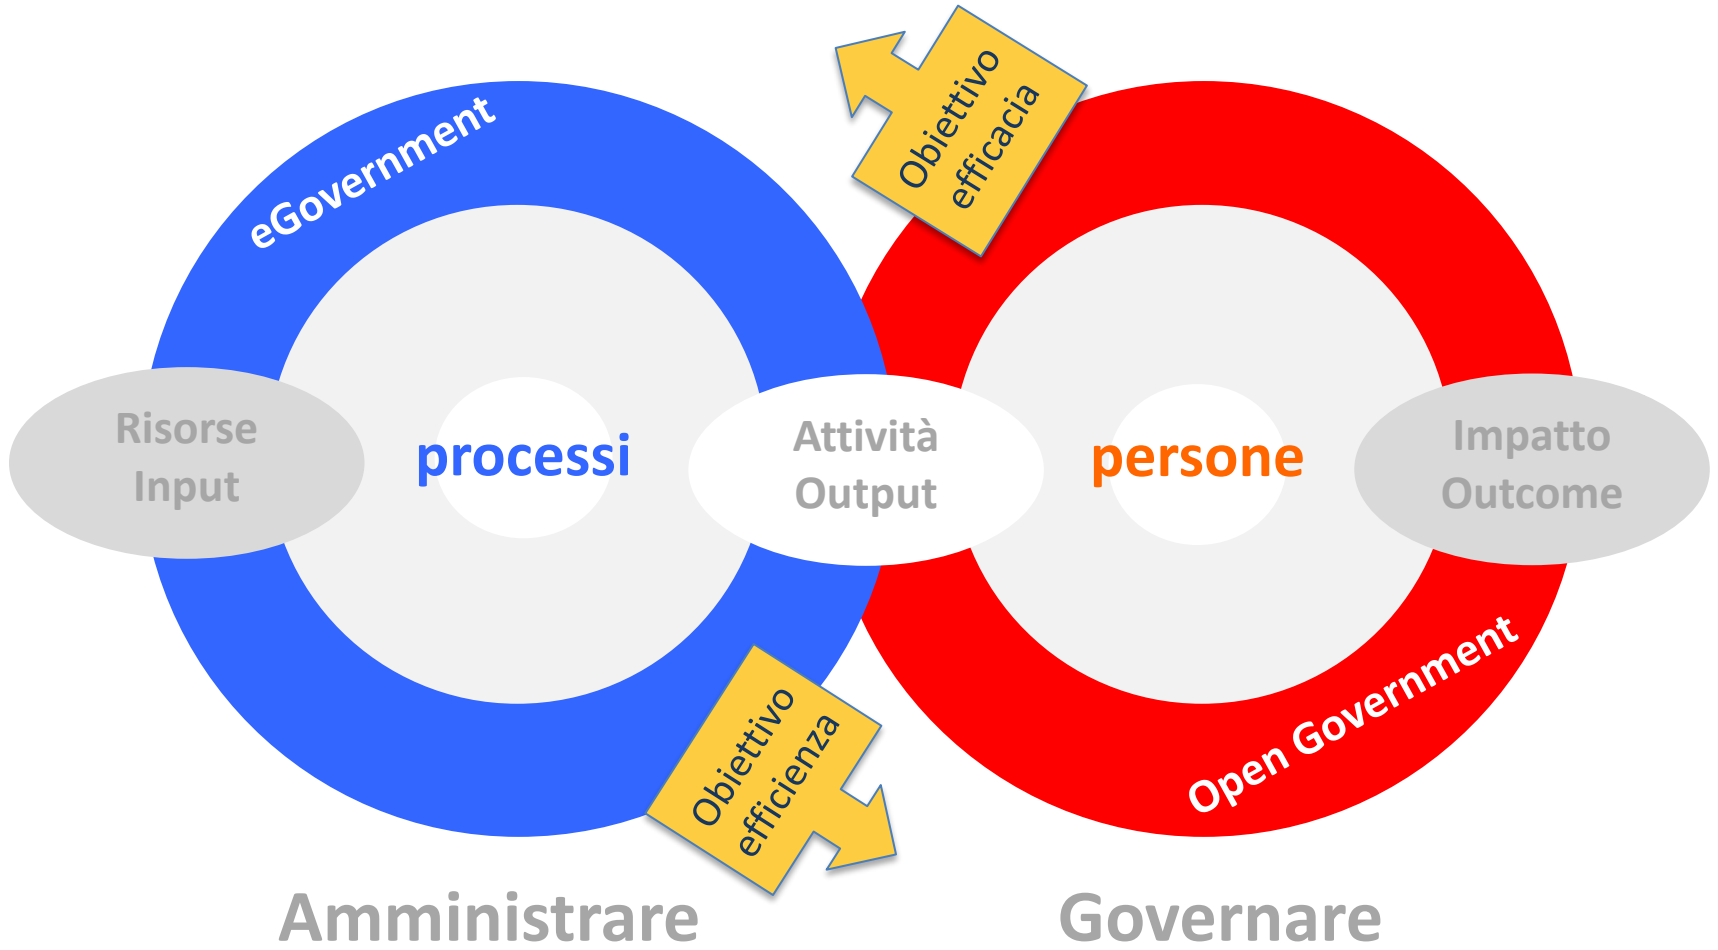 Obiettivo
efficacia
eGovernment
Risorse
Input
processi
Attività
Output
persone
Impatto
Outcome
Obiettivo
efficienza
Open Government
Amministrare
Governare